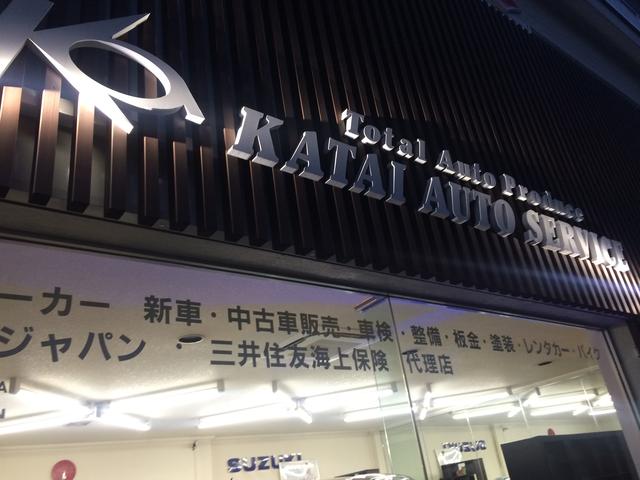 Total Auto Produce
KATAI AUTO SERVICE
ーカー 新車・中古車販売・車検・整備・板金・塗装・レンタカー・バイク
ジャパン ・ 三井住友海上保険 代理店
SUZUKI
SUZUKI